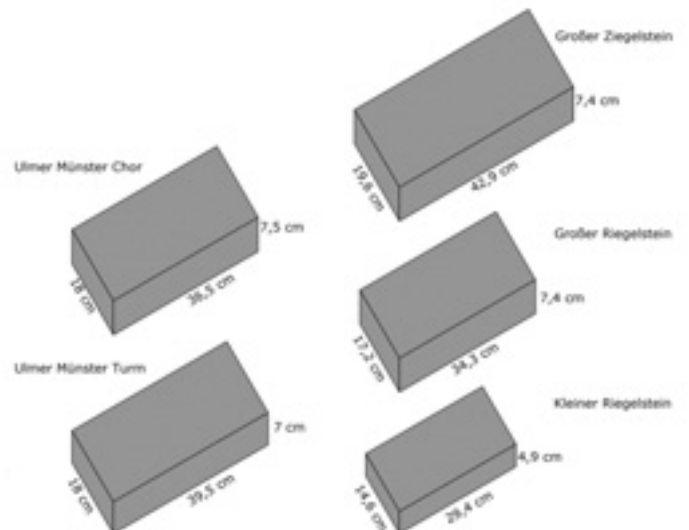 Großer Ziegelstein
7,4 cm
19,6 cm
42,9 cm
Ulmer Münster Chor
7,5 cm
18 cm
36,5 cm
Großer Riegelstein
7,4 cm
17,2 cm
34,3 cm
Ulmer Münster Turm
7 cm
18 cm
39,5 cm
Kleiner Riegelstein
4,9 cm
14,6 cm
29,4 cm